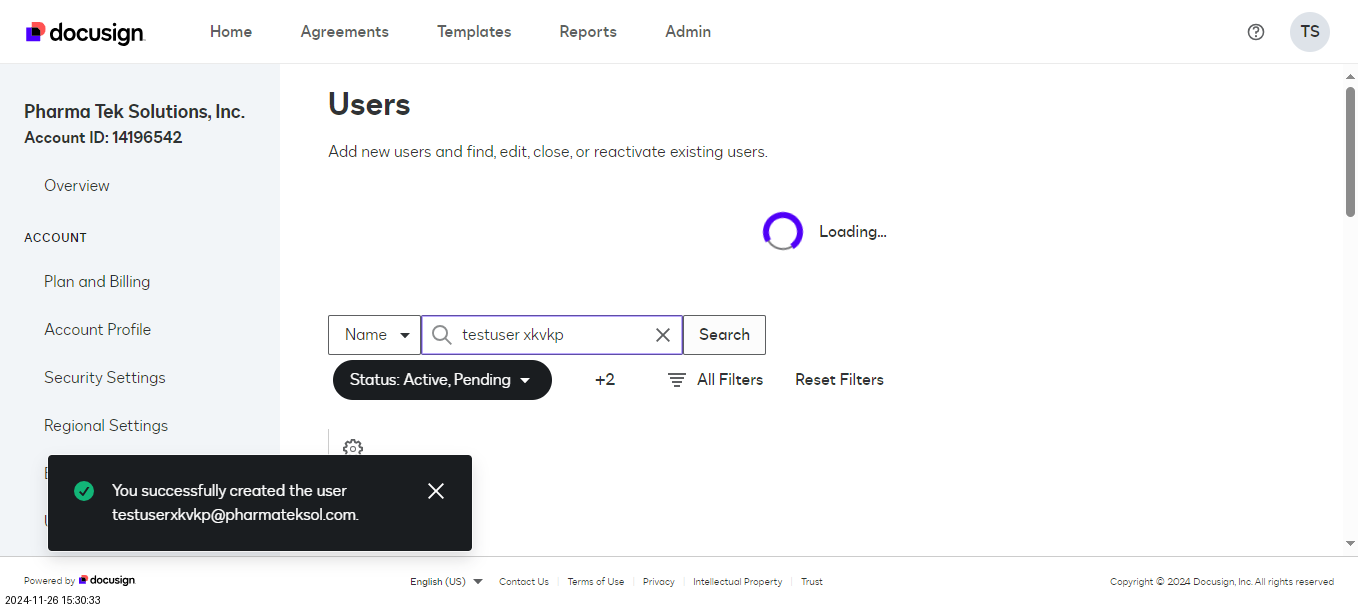 docusign
Home
Agreements
Templates
Reports
Admin
TS
Pharma Tek Solutions, Inc.
Account ID: 14196542
Overview
ACCOUNT
Plan and Billing
Account Profile
Security Settings
Regional Settings
Users
Add new users and find, edit, close, or reactivate existing users.
Loading...
Name
testuser xkvkp
Search
Status: Active, Pending
+2
All Filters
Reset Filters
You successfully created the user
testuserxkvkp@pharmateksol.com.
Powered by docusign
English (US)
Contact Us
Terms of Use
Privacy
Intellectual Property
Trust
Copyright © 2024 Docusign, Inc. All rights reserved
2024-11-26 15:30:33